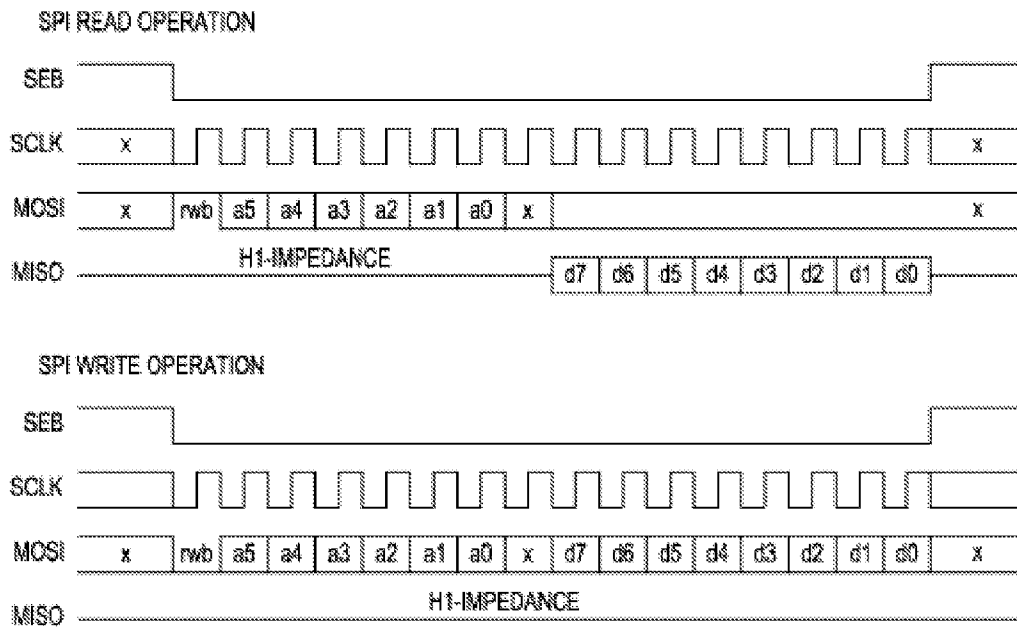 SPI READ OPERATION
SEB
SCLK x x
MOSI x rwb a5 a4 a3 a2 a1 a0 x x
H1-IMPEDANCE
MISO d7 d6 d5 d4 d3 d2 d1 d0
SPI WRITE OPERATION
SEB
SCLK
MOSI x rwb a5 a4 a3 a2 a1 a0 x d7 d6 d5 d4 d3 d2 d1 d0 x
H1-IMPEDANCE
MISO